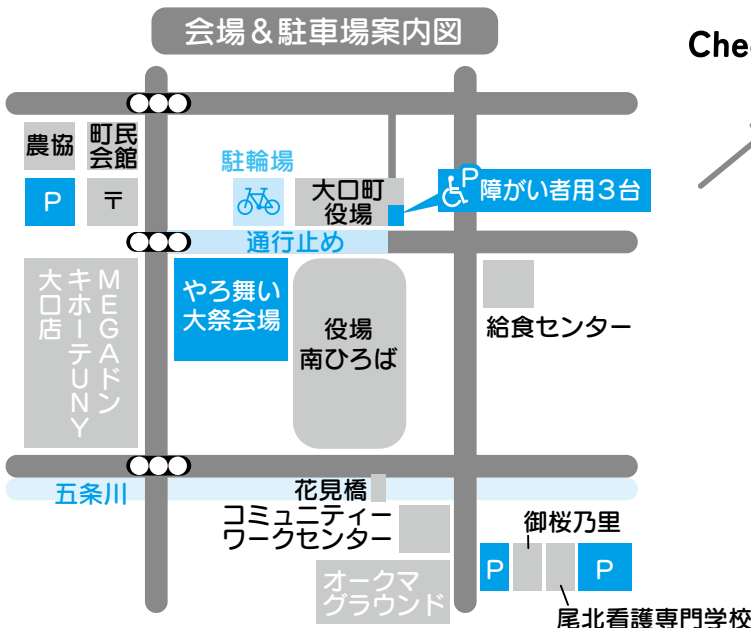 会場＆駐車場案内図
Che
農協
町民
会館
P
〒
駐輪場
大口町
役場
P
障がい者用3台
通行止め
MEGAドン
キホーテUNY
大口店
やろ舞い
大祭会場
役場
南ひろば
給食センター
五条川
花見橋
コミュニティー
ワークセンター
オークマ
グラウンド
御桜乃里
P
P
尾北看護専門学校